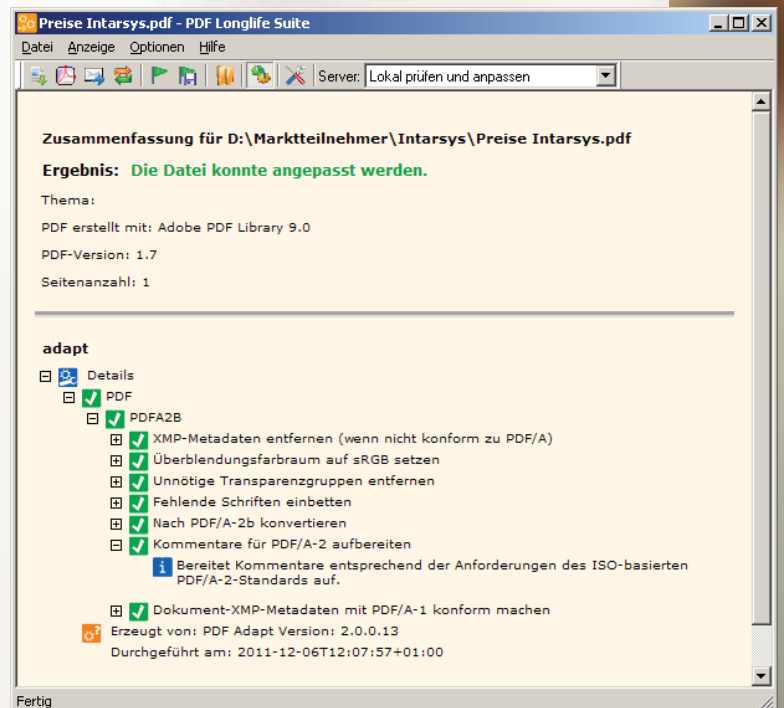 Preise Intarsys.pdf - PDF Longlife Suite
Datei Anzeige Optionen Hilfe
Server: Lokal prüfen und anpassen
Zusammenfassung für D:\Marktteilnehmer\Intarsys\Preise Intarsys.pdf
Ergebnis: Die Datei konnte angepasst werden.
Thema:
PDF erstellt mit: Adobe PDF Library 9.0
PDF-Version: 1.7
Seitenanzahl: 1
adapt
Details
PDF
PDFA2B
XMP-Metadaten entfernen (wenn nicht konform zu PDF/A)
Überblendungsfarbraum auf sRGB setzen
Unnötige Transparenzgruppen entfernen
Fehlende Schriften einbetten
Nach PDF/A-2b konvertieren
Kommentare für PDF/A-2 aufbereiten
Bereitet Kommentare entsprechend der Anforderungen des ISO-basierten
PDF/A-2-Standards auf.
Dokument-XMP-Metadaten mit PDF/A-1 konform machen
Erzeugt von: PDF Adapt Version: 2.0.0.13
Durchgeführt am: 2011-12-06T12:07:57+01:00
Fertig